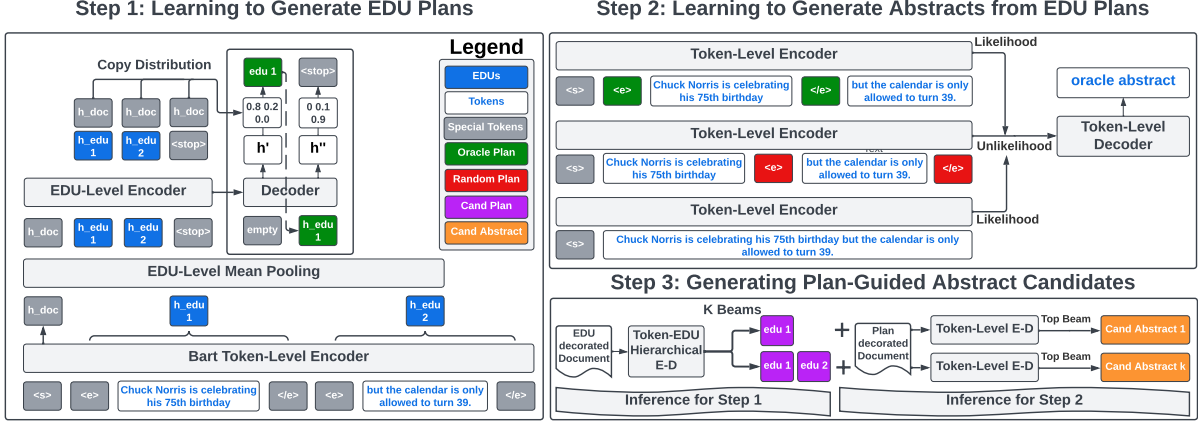 Step 1: Learning to Generate EDU Plans
Copy Distribution
h_doc
h_doc
h_doc
h_edu
1
h_edu
2
<stop>
edu 1
<stop>
0.8 0.2
0.0
0 0.1
0.9
h'
h''
EDU-Level Encoder
Decoder
h_doc
h_edu
1
h_edu
2
<stop>
empty
h_edu
1
EDU-Level Mean Pooling
h_doc
h_edu
1
h_edu
2
Bart Token-Level Encoder
<s>
<e>
Chuck Norris is celebrating
his 75th birthday
</e>
<e>
but the calendar is only
allowed to turn 39.
</e>
Legend
EDUs
Tokens
Special Tokens
Oracle Plan
Random Plan
Cand Plan
Cand Abstract
Step 2: Learning to Generate Abstracts from EDU Plans
Token-Level Encoder
Likelihood
<s>
<e>
Chuck Norris is celebrating
his 75th birthday
</e>
but the calendar is only
allowed to turn 39.
oracle abstract
Token-Level Encoder
Unlikelihood
Token-Level
Decoder
<s>
Chuck Norris is celebrating
his 75th birthday
<e>
but the calendar is only
allowed to turn 39.
</e>
Token-Level Encoder
Likelihood
<s>
Chuck Norris is celebrating his 75th birthday but the calendar is only
allowed to turn 39.
Step 3: Generating Plan-Guided Abstract Candidates
K Beams
EDU
decorated
Document
Token-EDU
Hierarchical
E-D
edu 1
edu 1
edu 2
+
+
Plan
decorated
Document
Token-Level E-D
Top Beam
Cand Abstract 1
Token-Level E-D
Top Beam
Cand Abstract k
Inference for Step 1
Inference for Step 2